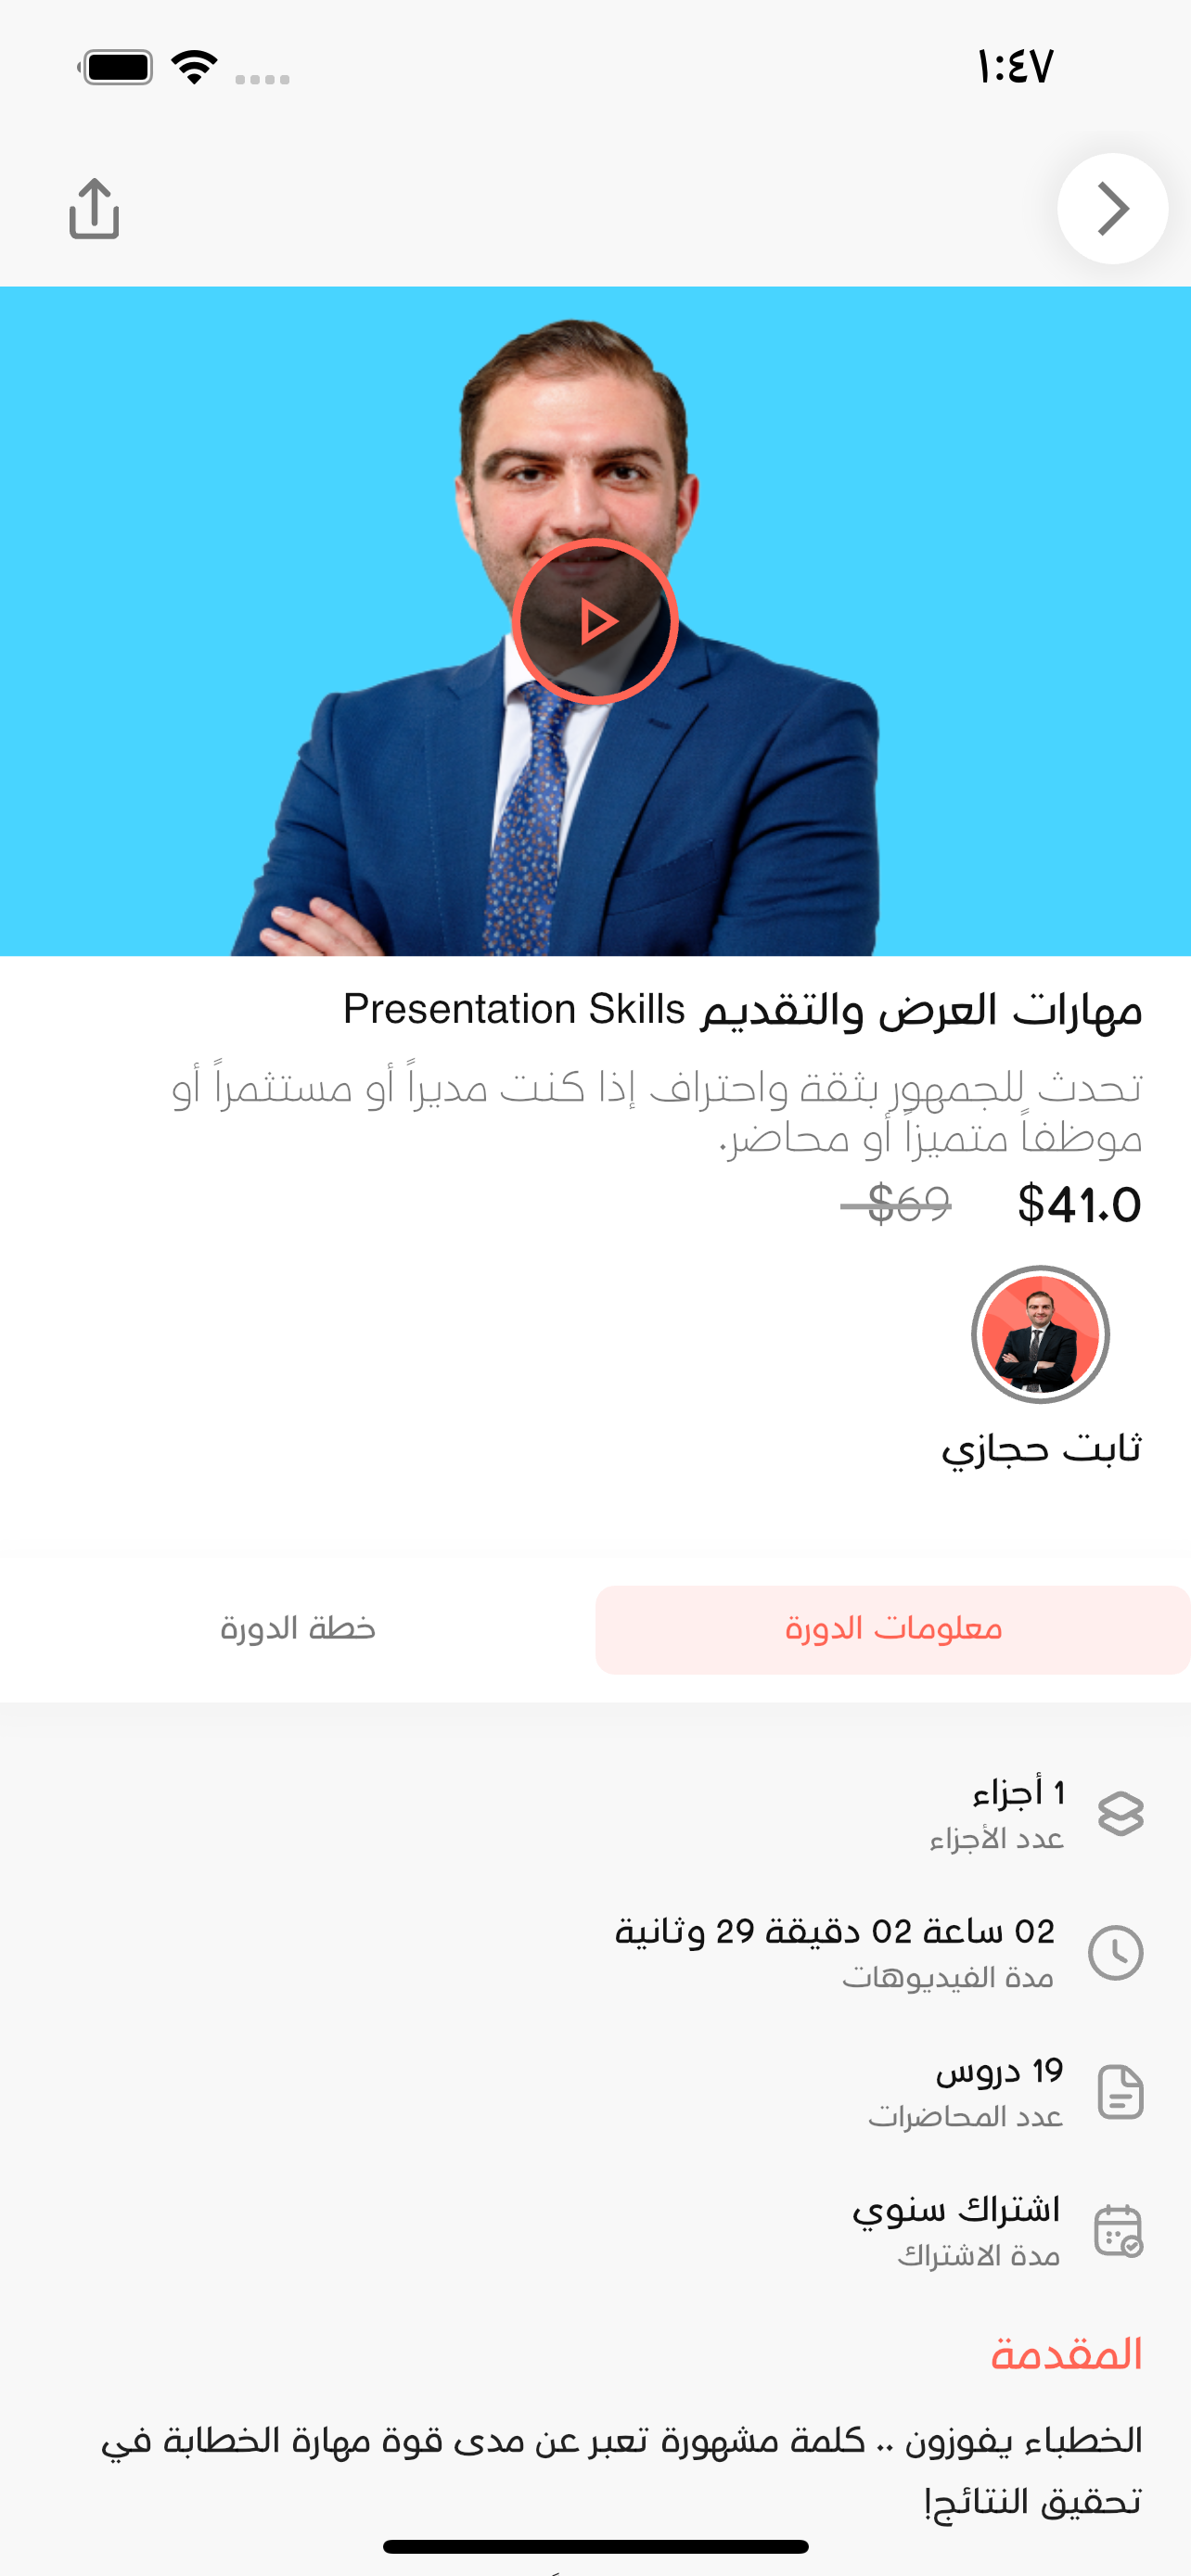 ١:٤٧
مهارات العرض والتقديم Presentation Skills
تحدث للجمهور بثقة واحتراف إذا كنت مديراً أو مستثمراً أو
موظفاً متميزاً أو محاضر.
$41.0 $69
ثابت حجازي
معلومات الدورة
خطة الدورة
1 أجزاء
عدد الأجزاء
02 ساعة 02 دقيقة 29 وثانية
مدة الفيديوهات
19 دروس
عدد المحاضرات
اشتراك سنوي
مدة الاشتراك
المقدمة
الخطباء يفوزون .. كلمة مشهورة تعبر عن مدى قوة مهارة الخطابة في
تحقيق النتائج!